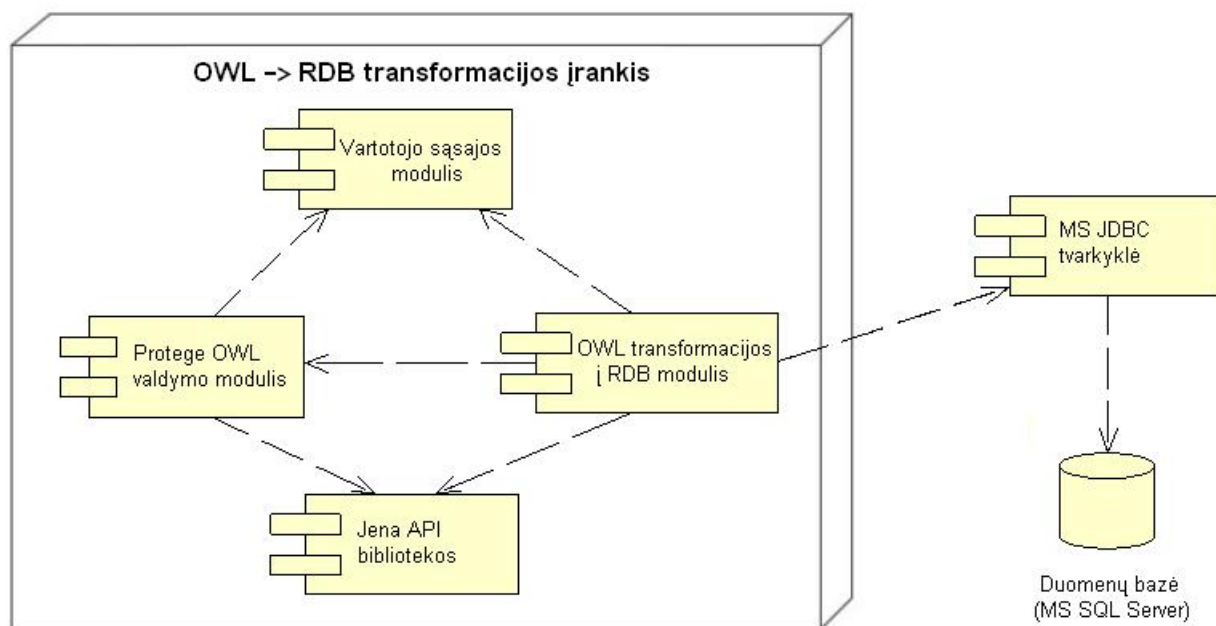 OWL –> RDB transformacijos įrankis
Vartotojo sąsajos
modulis
MS JDBC
tvarkyklė
Protege OWL
valdymo modulis
OWL transformacijos
į RDB modulis
Jena API
bibliotekos
Duomenų bazė
(MS SQL Server)